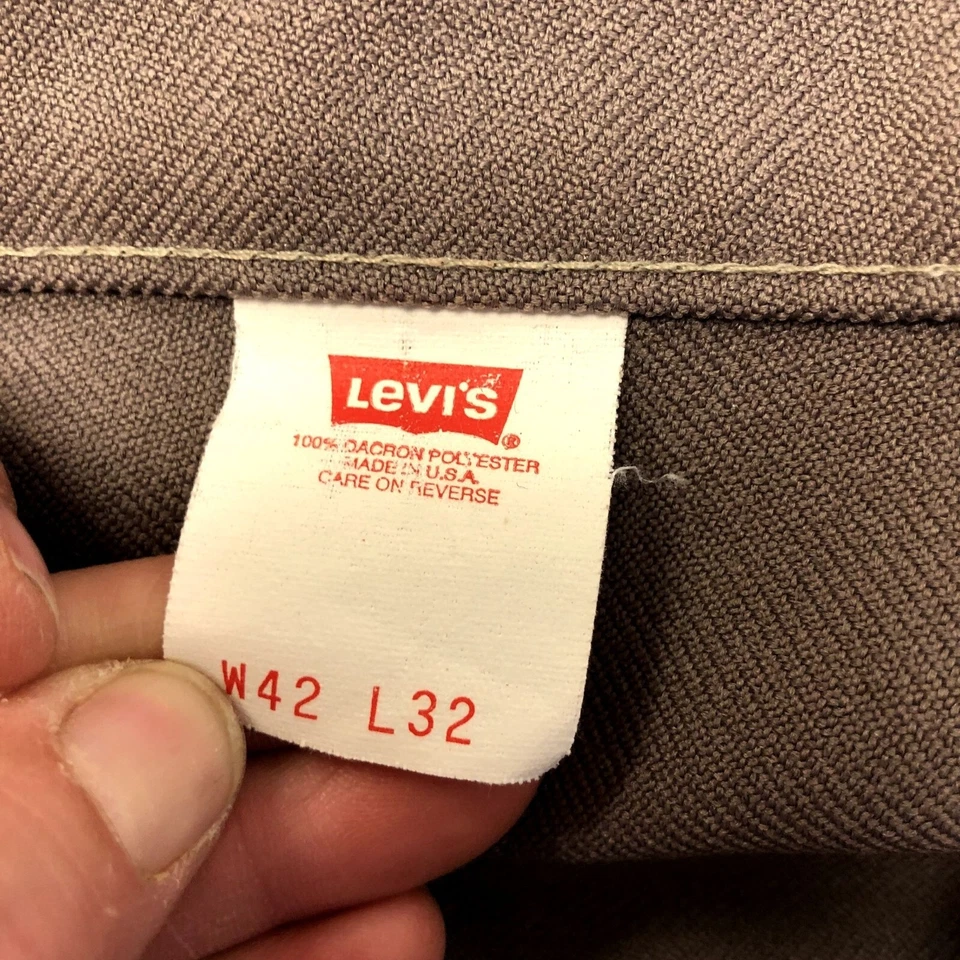 Levi's
®
100% DACRON POLYESTER
MADE IN U.S.A.
CARE ON REVERSE
W42 L32